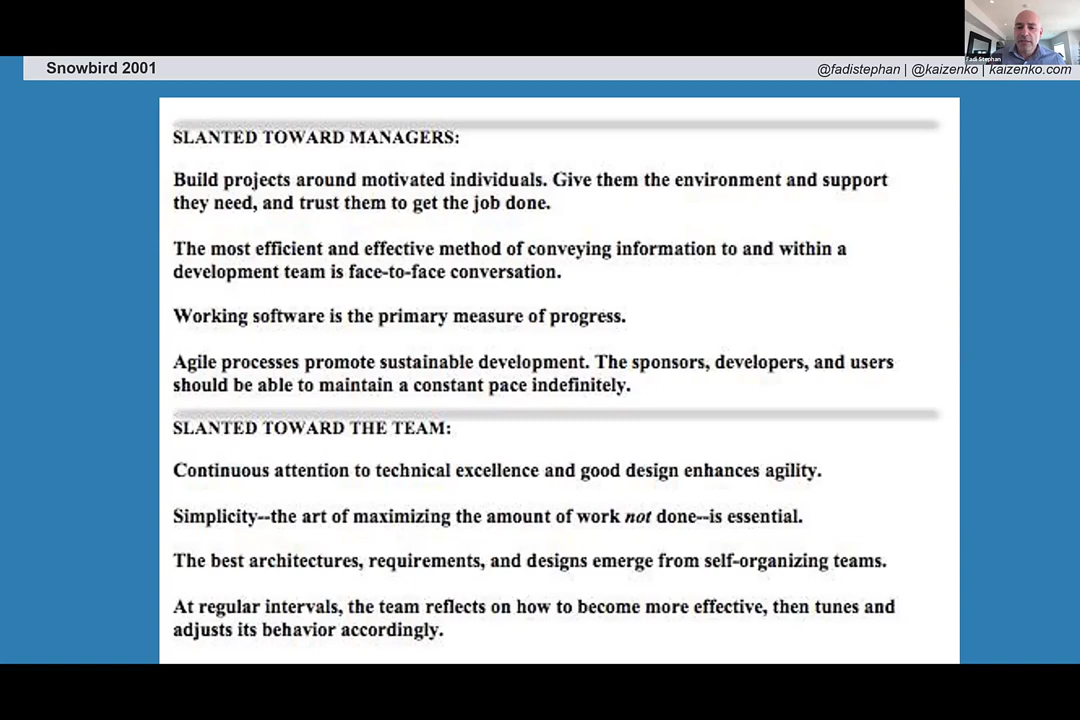 Snowbird 2001
@fadistephan | @kaizenko | kaizenko.com
Fadi Stephan
SLANTED TOWARD MANAGERS:
Build projects around motivated individuals. Give them the environment and support
they need, and trust them to get the job done.
The most efficient and effective method of conveying information to and within a
development team is face-to-face conversation.
Working software is the primary measure of progress.
Agile processes promote sustainable development. The sponsors, developers, and users
should be able to maintain a constant pace indefinitely.
SLANTED TOWARD THE TEAM:
Continuous attention to technical excellence and good design enhances agility.
Simplicity--the art of maximizing the amount of work not done--is essential.
The best architectures, requirements, and designs emerge from self-organizing teams.
At regular intervals, the team reflects on how to become more effective, then tunes and
adjusts its behavior accordingly.